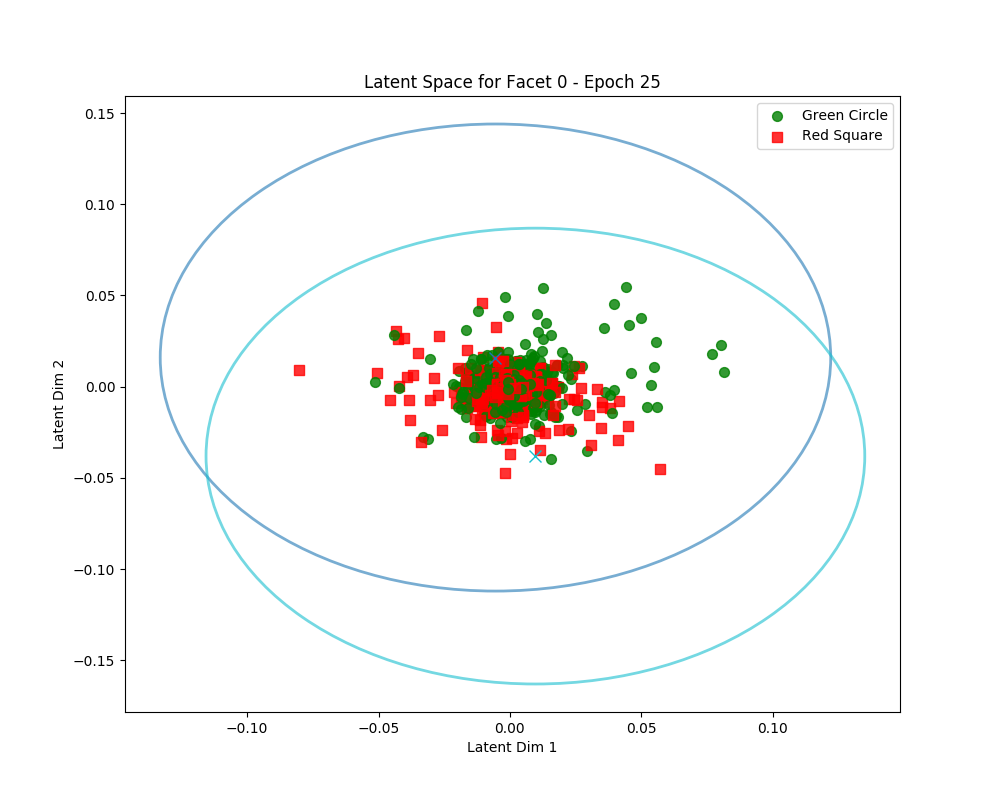 Latent Space for Facet 0 - Epoch 25
Green Circle
Red Square
0.15
0.10
0.05
0.00
−0.05
−0.10
−0.15
Latent Dim 2
−0.10
−0.05
0.00
0.05
0.10
Latent Dim 1